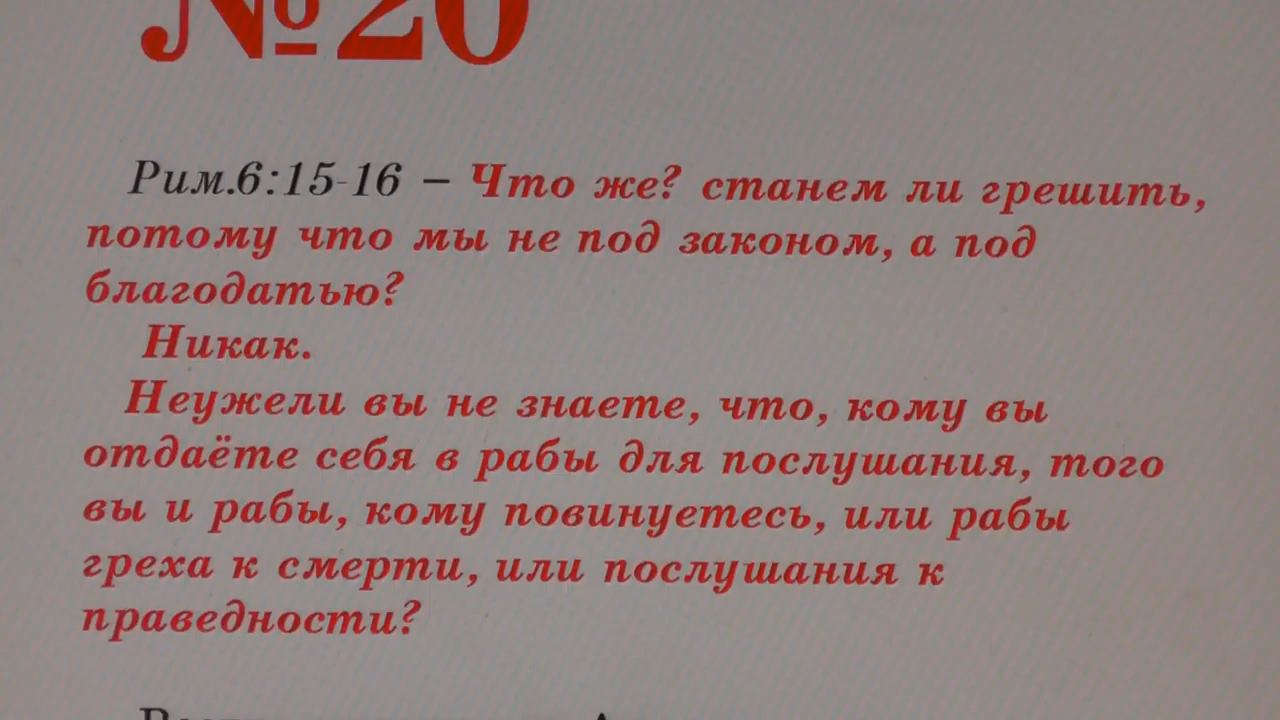 №20
Рим.6:15-16 – Что же? станем ли грешить,
потому что мы не под законом, а под
благодатью?
Никак.
Неужели вы не знаете, что, кому вы
отдаёте себя в рабы для послушания, того
вы и рабы, кому повинуетесь, или рабы
греха к смерти, или послушания к
праведности?